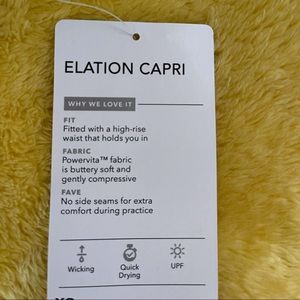 ELATION CAPRI
WHY WE LOVE IT
FIT
Fitted with a high-rise
waist that holds you in
FABRIC
Powervita™ fabric
is buttery soft and
gently compressive
FAVE
No side seams for extra
comfort during practice
Wicking
Quick
Drying
UPF